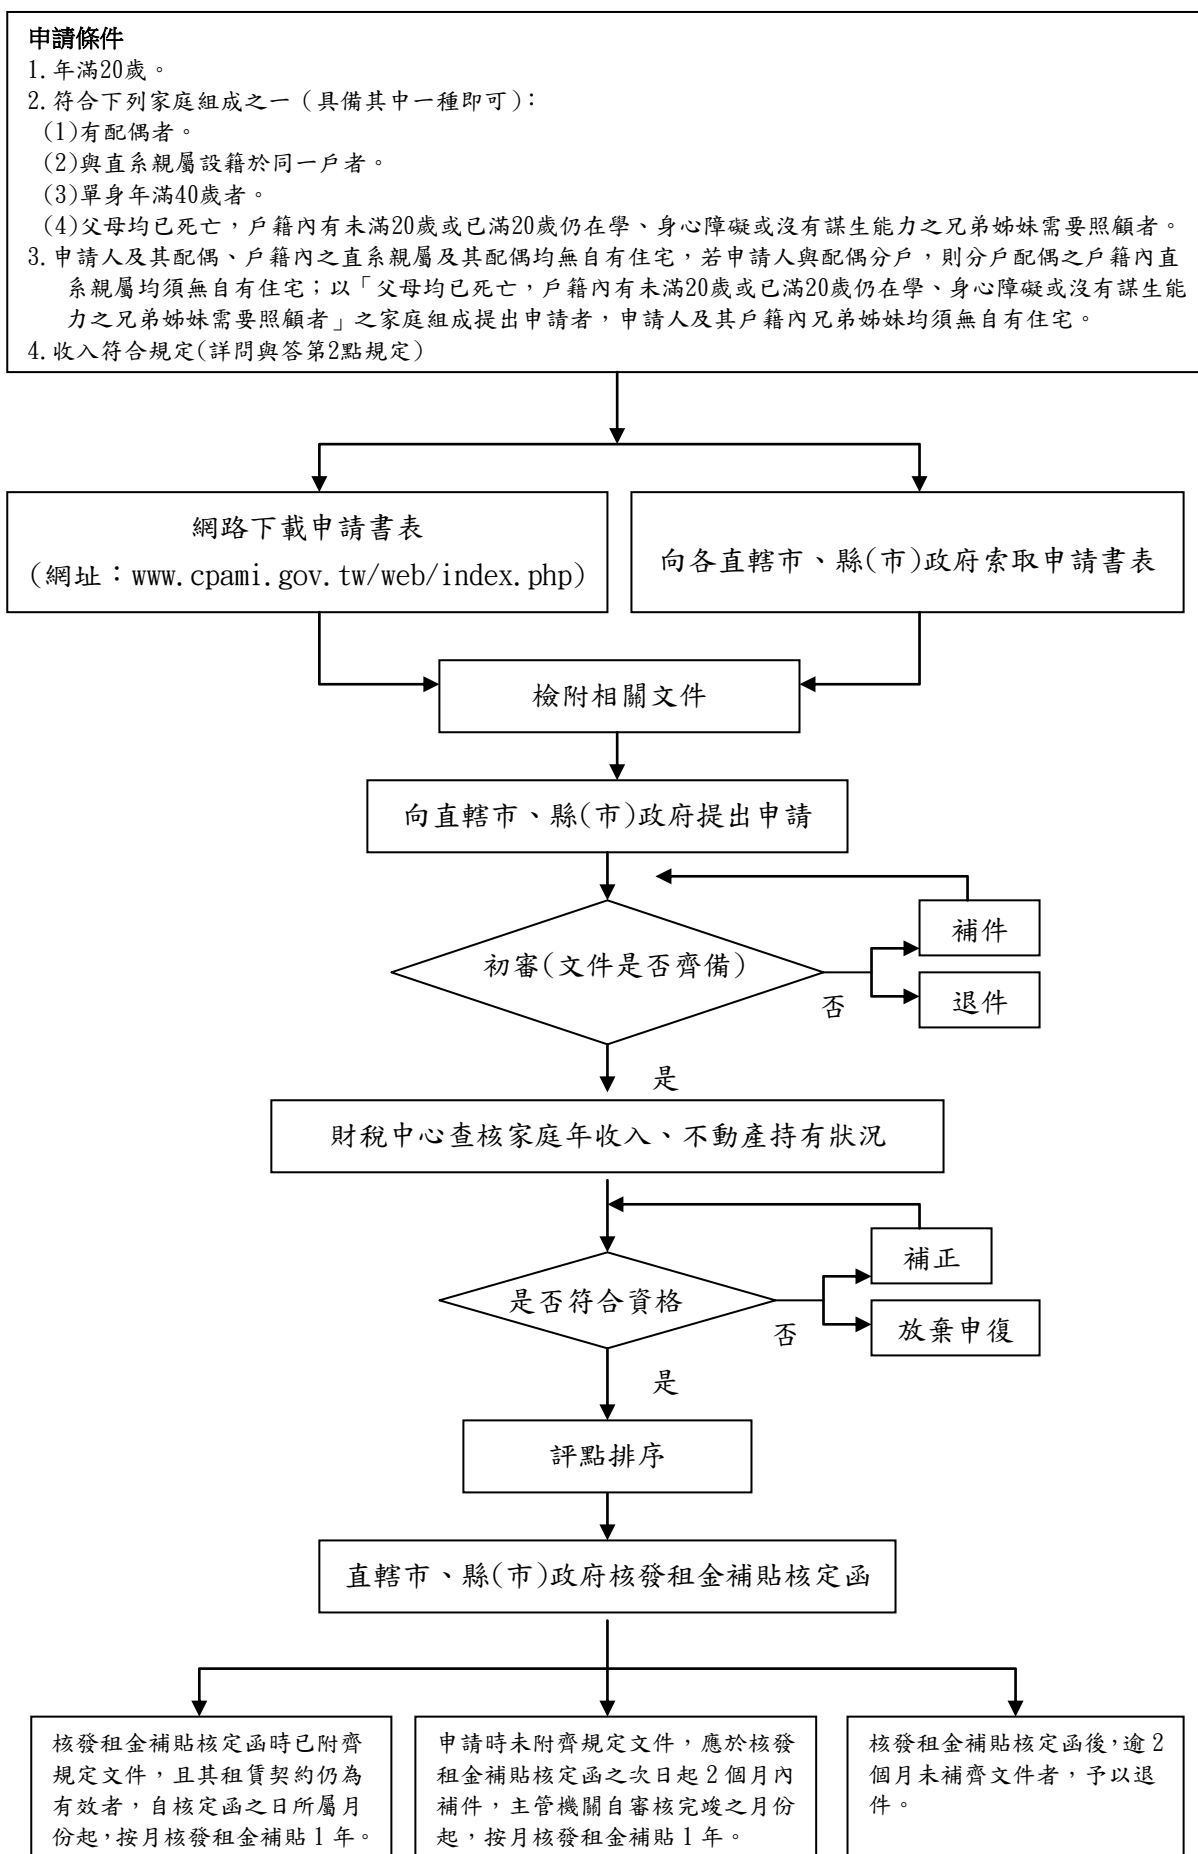 申請條件
1.年滿20歲。
2.符合下列家庭組成之一（具備其中一種即可）：
(1)有配偶者。
(2)與直系親屬設籍於同一戶者。
(3)單身年滿40歲者。
(4)父母均已死亡，戶籍內有未滿20歲或已滿20歲仍在學、身心障礙或沒有謀生能力之兄弟姊妹需要照顧者。
3.申請人及其配偶、戶籍內之直系親屬及其配偶均無自有住宅，若申請人與配偶分戶，則分戶配偶之戶籍內直
系親屬均須無自有住宅；以「父母均已死亡，戶籍內有未滿20歲或已滿20歲仍在學、身心障礙或沒有謀生能
力之兄弟姊妹需要照顧者」之家庭組成提出申請者，申請人及其戶籍內兄弟姊妹均須無自有住宅。
4.收入符合規定(詳問與答第2點規定)
網路下載申請書表
(網址：www.cpami.gov.tw/web/index.php)
向各直轄市、縣(市)政府索取申請書表
檢附相關文件
向直轄市、縣(市)政府提出申請
初審(文件是否齊備)
否
補件
退件
是
財稅中心查核家庭年收入、不動產持有狀況
是否符合資格
否
補正
放棄申復
是
評點排序
直轄市、縣(市)政府核發租金補貼核定函
核發租金補貼核定函時已附齊
規定文件，且其租賃契約仍為
有效者，自核定函之日所屬月
份起，按月核發租金補貼 1 年。
申請時未附齊規定文件，應於核發
租金補貼核定函之次日起 2 個月內
補件，主管機關自審核完竣之月份
起，按月核發租金補貼 1 年。
核發租金補貼核定函後，逾 2
個月未補齊文件者，予以退
件。